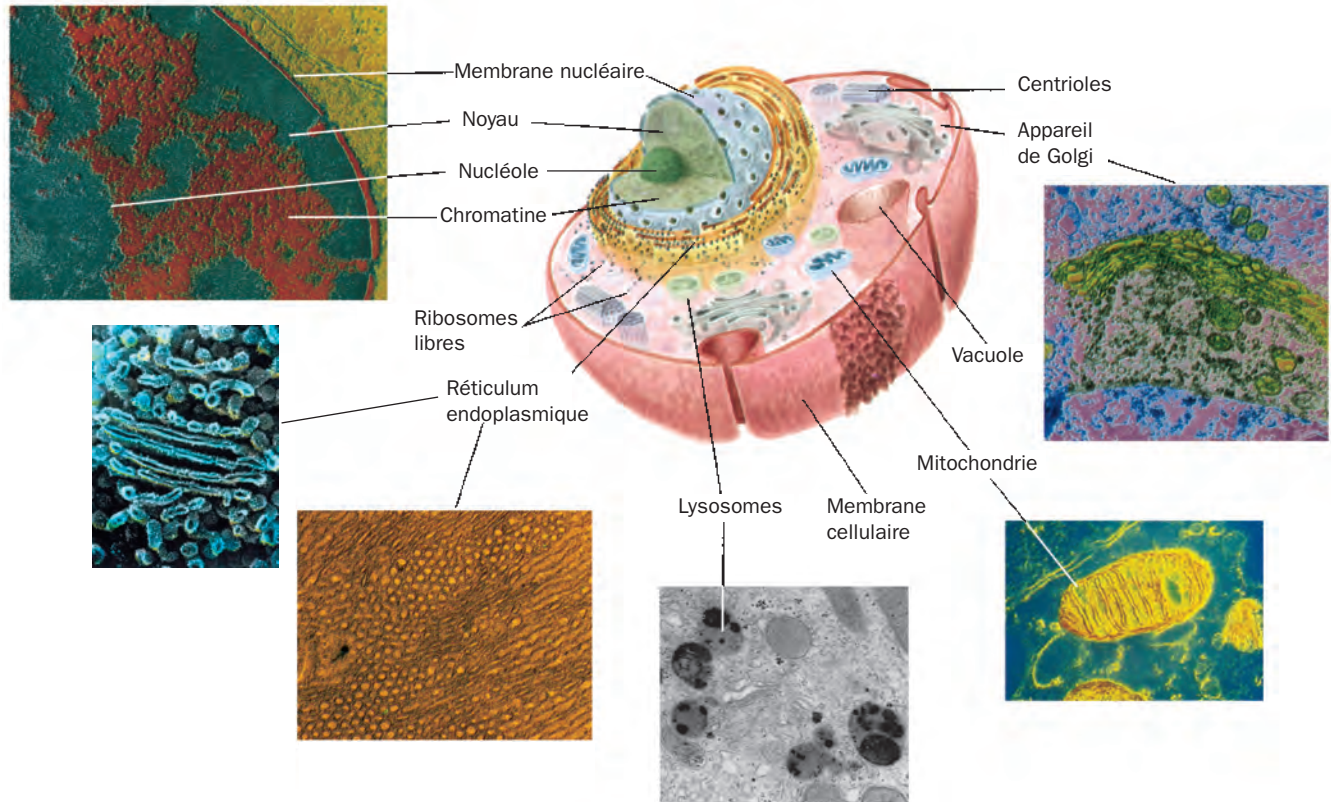 Membrane nucléaire
Noyau
Nucléole
Chromatine
Ribosomes
libres
Réticulum
endoplasmique
Lysosomes
Membrane
cellulaire
Mitochondrie
Vacuole
Centrioles
Appareil
de Golgi